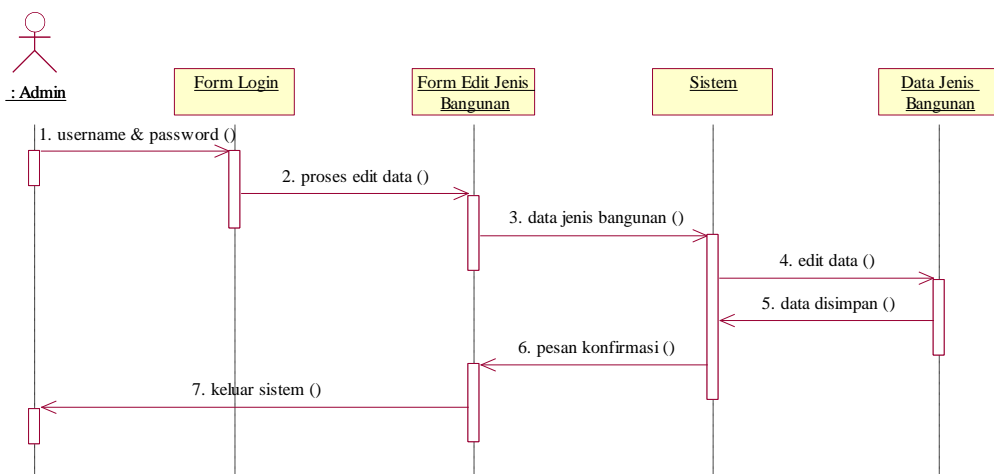 : Admin
Form Login
Form Edit Jenis
Bangunan
Sistem
Data Jenis
Bangunan
1. username & password ()
2. proses edit data ()
3. data jenis bangunan ()
4. edit data ()
5. data disimpan ()
6. pesan konfirmasi ()
7. keluar sistem ()